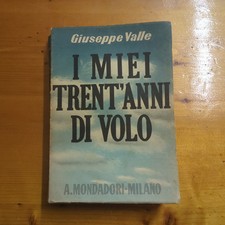 Giuseppe Valle
I MIEI
TRENT'ANNI
DI VOLO
A. MONDADORI-MILANO